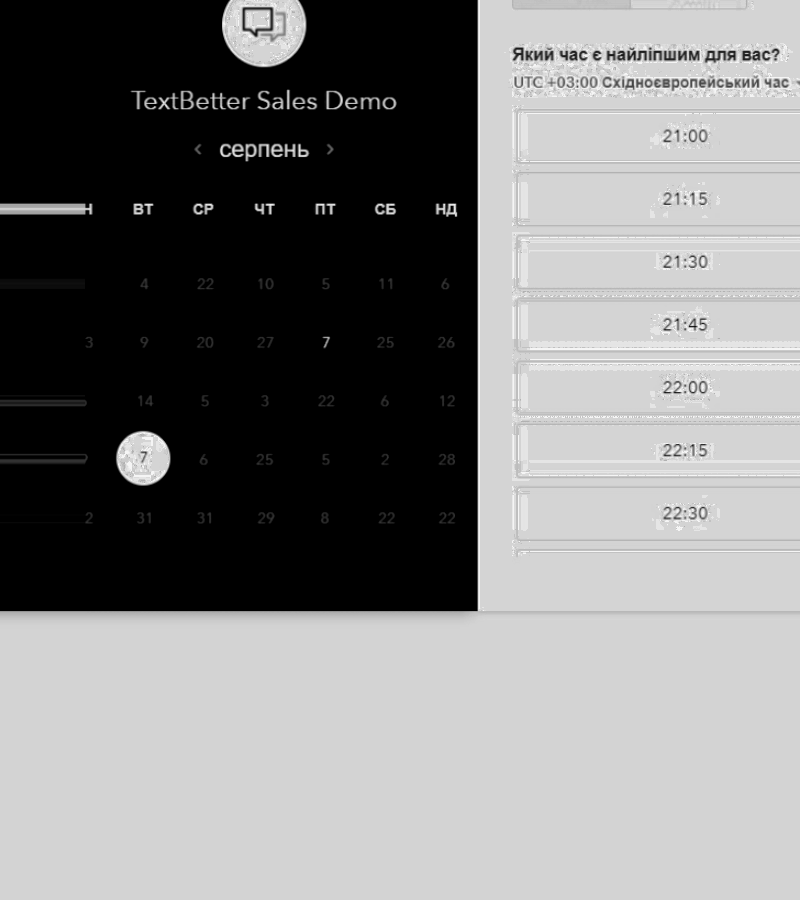 TextBetter Sales Demo
‹ серпень ›
ВТ СР ЧТ ПТ СБ НД
4 22 10 5 11 6
3 9 20 27 7 25 26
14 5 3 22 6 12
7 6 25 5 2 28
2 31 31 29 8 22 22
Який час є найліпшим для вас?
UTC +03:00 Східноєвропейський час
21:00
21:15
21:30
21:45
22:00
22:15
22:30